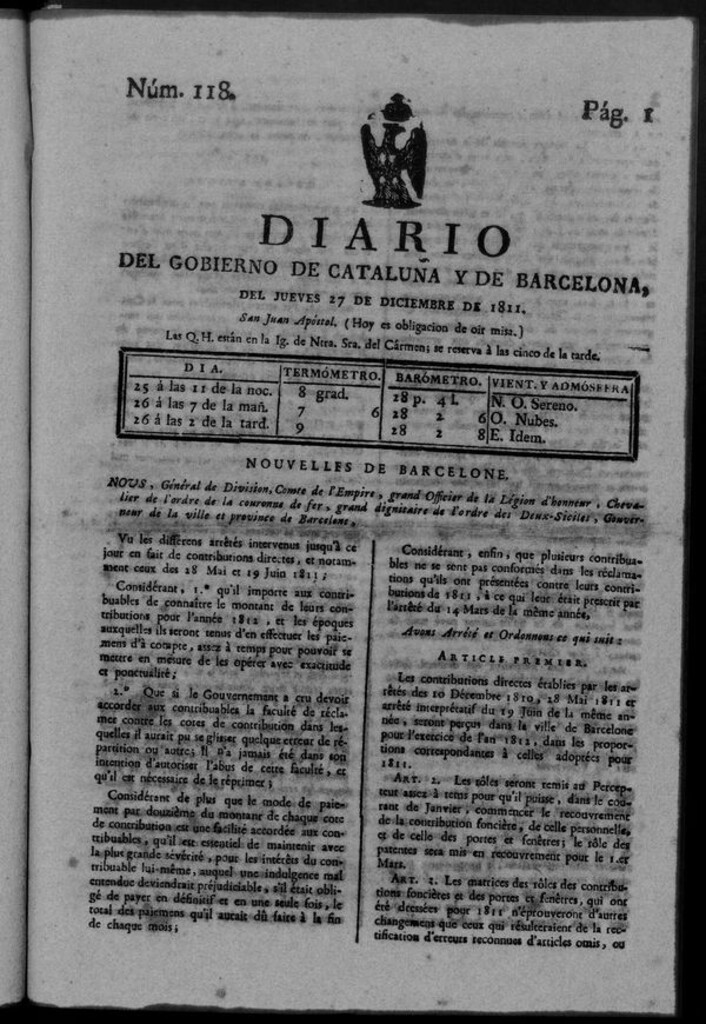 Núm. 118.
Pág. 1
DIARIO
DEL GOBIERNO DE CATALUÑA Y DE BARCELONA,
DEL JUEVES 27 DE DICIEMBRE DE 1811.
San Juan Apóstol. (Hoy es obligacion de oir misa.)
Las Q. H. están en la Ig. de Ntra. Sra. del Cármen; se reserva á las cinco de la tarde.
DIA. TERMÓMETRO. BARÓMETRO. VIENT. Y ADMÓSFERA
25 á las 11 de la noc. 8 grad. 28 p. 4 l. N. O. Sereno.
26 á las 7 de la mañ. 7 6 28 2 6 O. Nubes.
26 á las 2 de la tard. 9 28 2 8 E. Idem.
NOUVELLES DE BARCELONE.
NOUS, Général de Division, Comte de l'Empire, grand Officier de la Légion d'honneur, Cheva-
lier de l'ordre de la couronne de fer, grand dignitaire de l'ordre des Deux-Siciles, Gouver-
neur de la ville et province de Barcelone,
Vu les différens arrêtés intervenus jusqu'à ce
jour en fait de contributions directes, et notam-
ment ceux des 28 Mai et 19 Juin 1811;
Considérant, 1.º qu'il importe aux contri-
buables de connaître le montant de leurs con-
tributions pour l'année 1812, et les époques
auxquelles ils seront tenus d'en effectuer les paie-
mens d'à compte, assez à temps pour pouvoir se
mettre en mesure de les opérer avec exactitude
et ponctualité;
2.º Que si le Gouvernement a cru devoir
accorder aux contribuables la faculté de récla-
mer contre les cotes de contribution dans les-
quelles il aurait pu se glisser quelque erreur de ré-
partition ou autre; Il n'a jamais été dans son
intention d'autoriser l'abus de cette faculté, et
qu'il est nécessaire de le réprimer;
Considérant de plus que le mode de paie-
ment par douzième du montant de chaque cote
de contribution est une facilité accordée aux con-
tribuables, qu'il est essentiel de maintenir avec
la plus grande sévérité, pour les intérêts du con-
tribuable lui-même, auquel une indulgence mal
entendue deviendrait préjudiciable, s'il était obli-
gé de payer en définitif et en une seule fois, le
total des paiemens qu'il aurait dû faire à la fin
de chaque mois;
Considérant, enfin, que plusieurs contribua-
bles ne se sont pas conformés dans les réclama-
tions qu'ils ont présentées contre leurs contri-
butions de 1811, à ce qui leur était prescrit par
l'arrêté du 14 Mars de la même année,
Avons Arrêté et Ordonnons ce qui suit:
ARTICLE PREMIER.
Les contributions directes établies par les ar-
rêtés des 10 Décembre 1810, 28 Mai 1811 et
arrêté interprétatif du 19 Juin de la même an-
née, seront perçus dans la ville de Barcelone
pour l'exercice de l'an 1812, dans les propor-
tions correspondantes à celles adoptées pour
1811.
ART. 2. Les rôles seront remis au Percep-
teur assez à tems pour qu'il puisse, dans le cou-
rant de Janvier, commencer le recouvrement
de la contribution foncière, de celle personnelle,
et de celle des portes et fenêtres; le rôle des
patentes sera mis en recouvrement pour le 1.er
Mars.
ART. 3. Les matrices des rôles des contribu-
tions foncières et des portes et fenêtres, qui ont
été dressées pour 1811 n'éprouveront d'autres
changemens que ceux qui résulteraient de la rec-
tification d'erreurs reconnues d'articles omis, ou